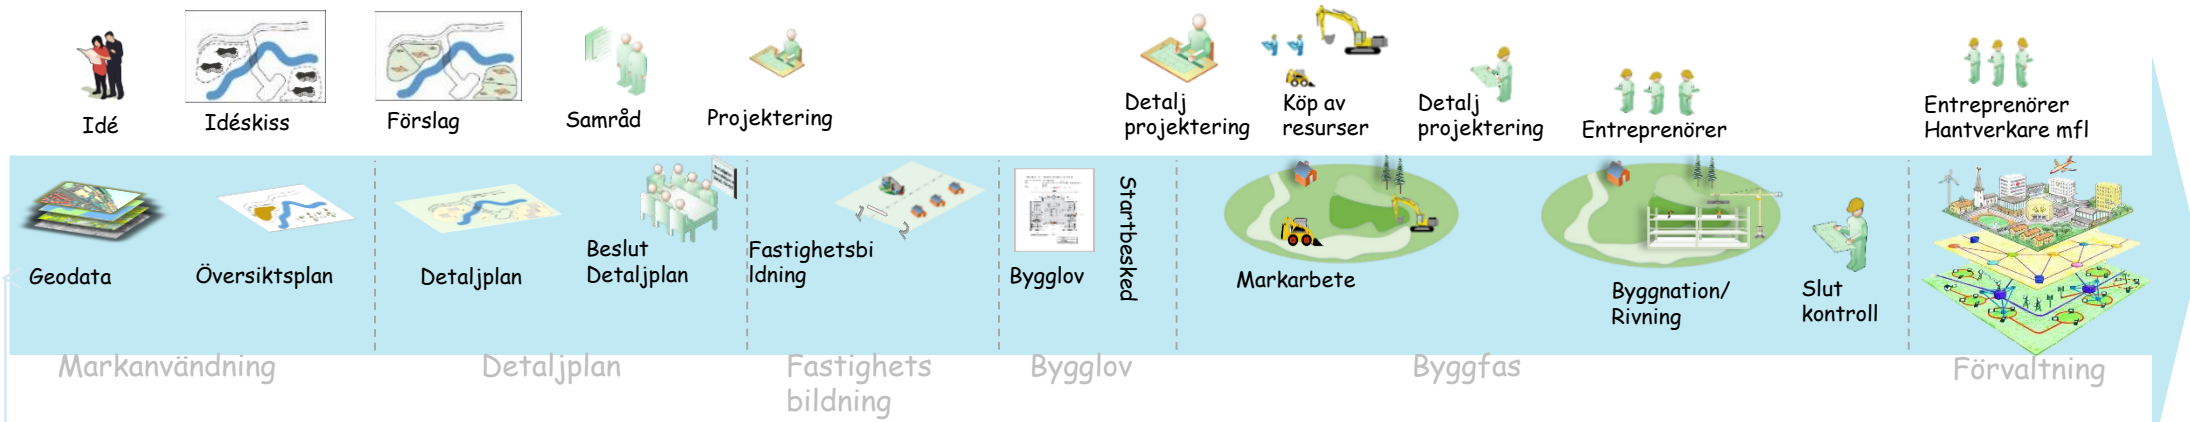 Idé
Idéskiss
Förslag
Samråd
Projektering
Detalj
projektering
Köp av
resurser
Detalj
projektering
Entreprenörer
Entreprenörer
Hantverkare mfl
Geodata
Översiktsplan
Detaljplan
Beslut
Detaljplan
Fastighetsbi
ldning
Bygglov
Startbesked
Markarbete
Byggnation/
Rivning
Slut
kontroll
Markanvändning
Detaljplan
Fastighets
bildning
Bygglov
Byggfas
Förvaltning